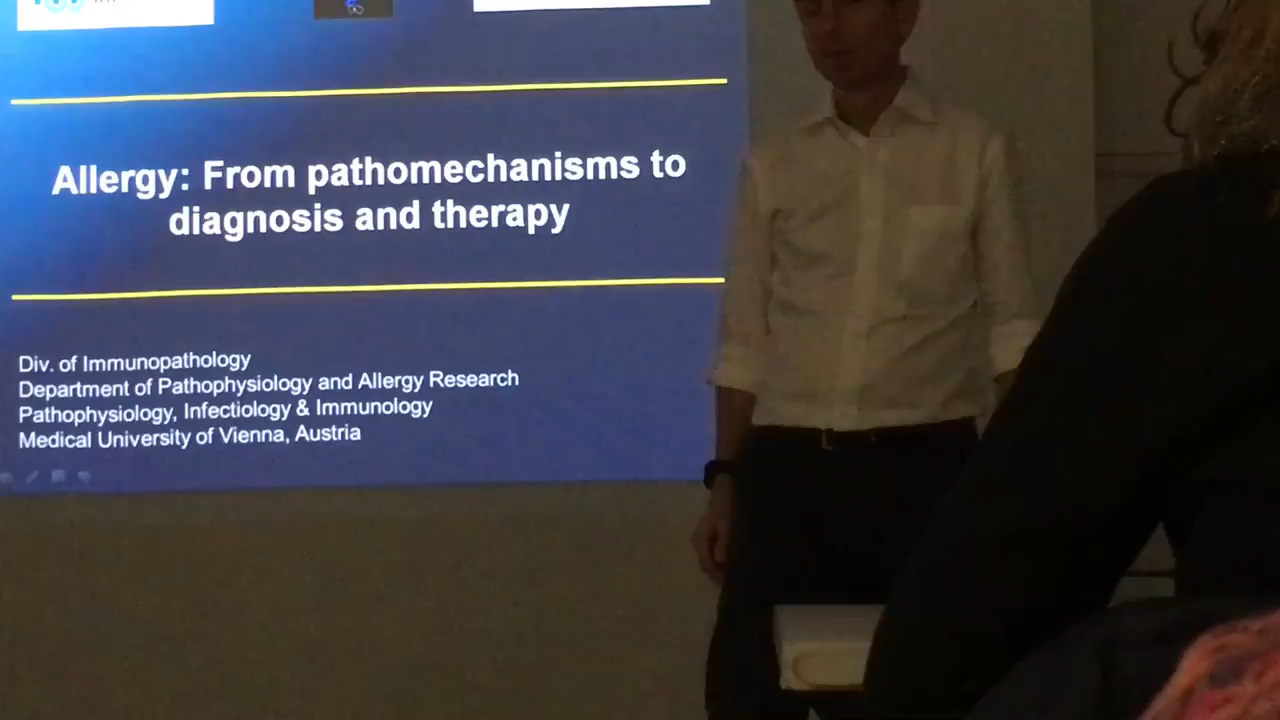 Allergy: From pathomechanisms to
diagnosis and therapy
Div. of Immunopathology
Department of Pathophysiology and Allergy Research
Pathophysiology, Infectiology & Immunology
Medical University of Vienna, Austria